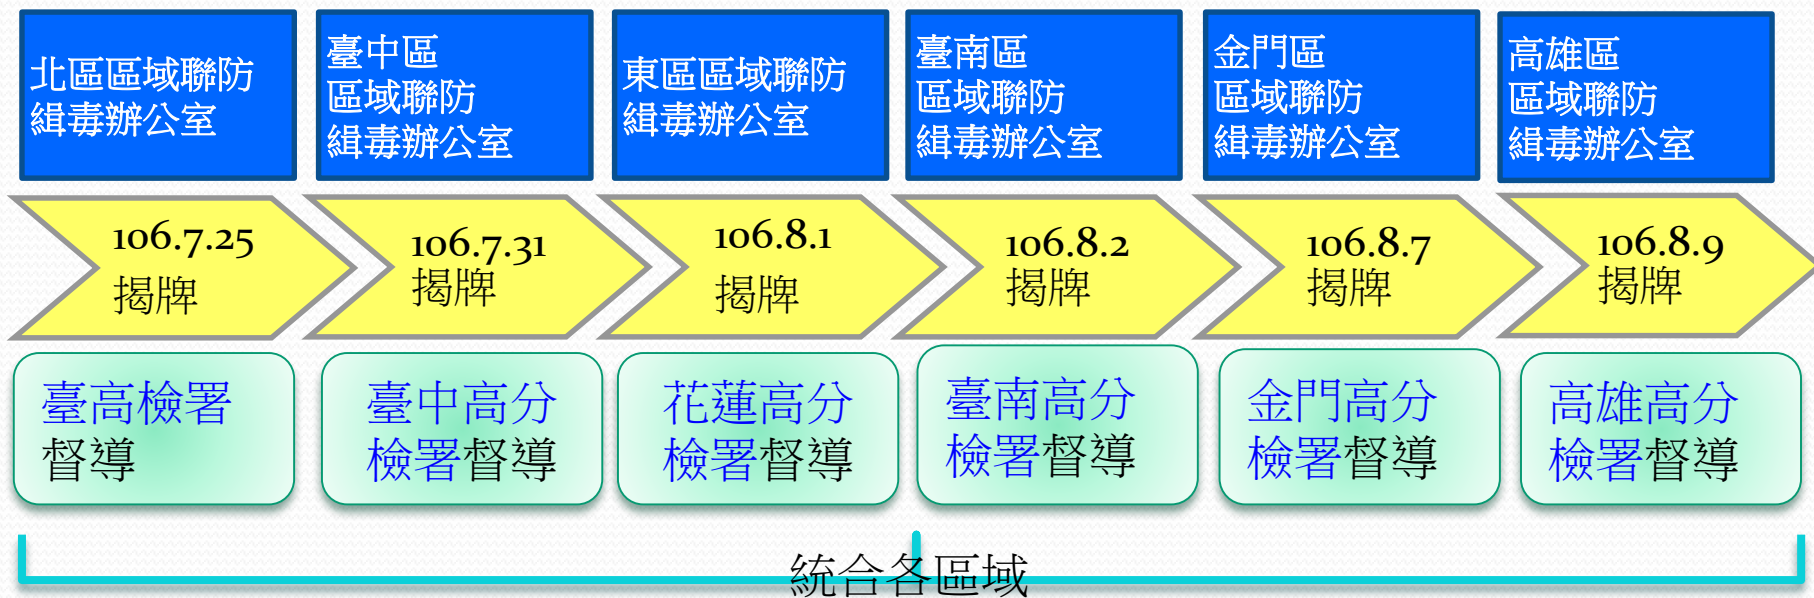 北區區域聯防
緝毒辦公室
臺中區
區域聯防
緝毒辦公室
東區區域聯防
緝毒辦公室
臺南區
區域聯防
緝毒辦公室
金門區
區域聯防
緝毒辦公室
高雄區
區域聯防
緝毒辦公室
106.7.25
揭牌
106.7.31
揭牌
106.8.1
揭牌
106.8.2
揭牌
106.8.7
揭牌
106.8.9
揭牌
臺高檢署
督導
臺中高分
檢署督導
花蓮高分
檢署督導
臺南高分
檢署督導
金門高分
檢署督導
高雄高分
檢署督導
統合各區域